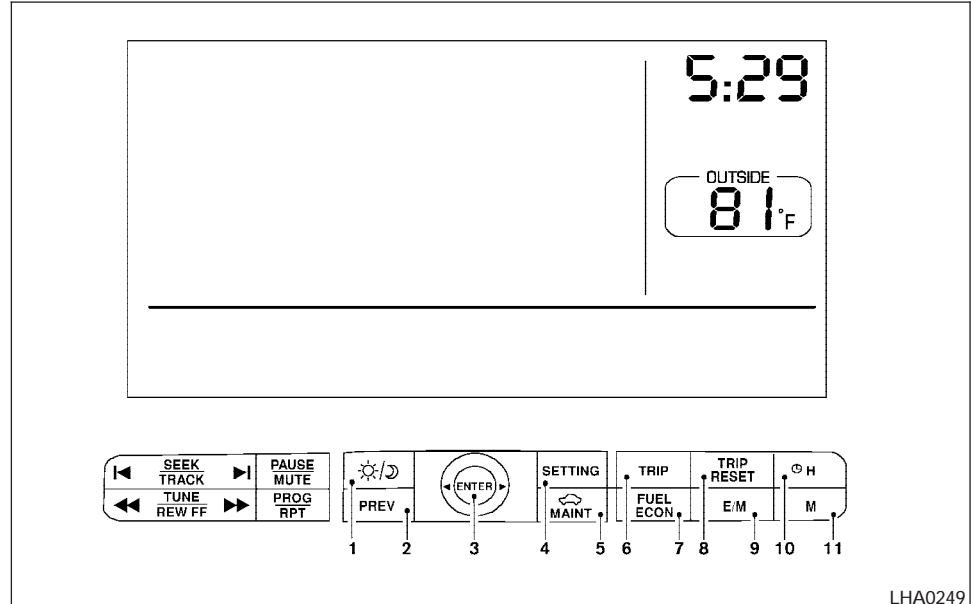 5:29
OUTSIDE
81°F
SEEK
TRACK
PAUSE
MUTE
TUNE
REW FF
PROG
RPT
PREV
ENTER
SETTING
MAINT
TRIP
FUEL
ECON
TRIP
RESET
E/M
H
M
1 2 3 4 5 6 7 8 9 10 11
LHA0249